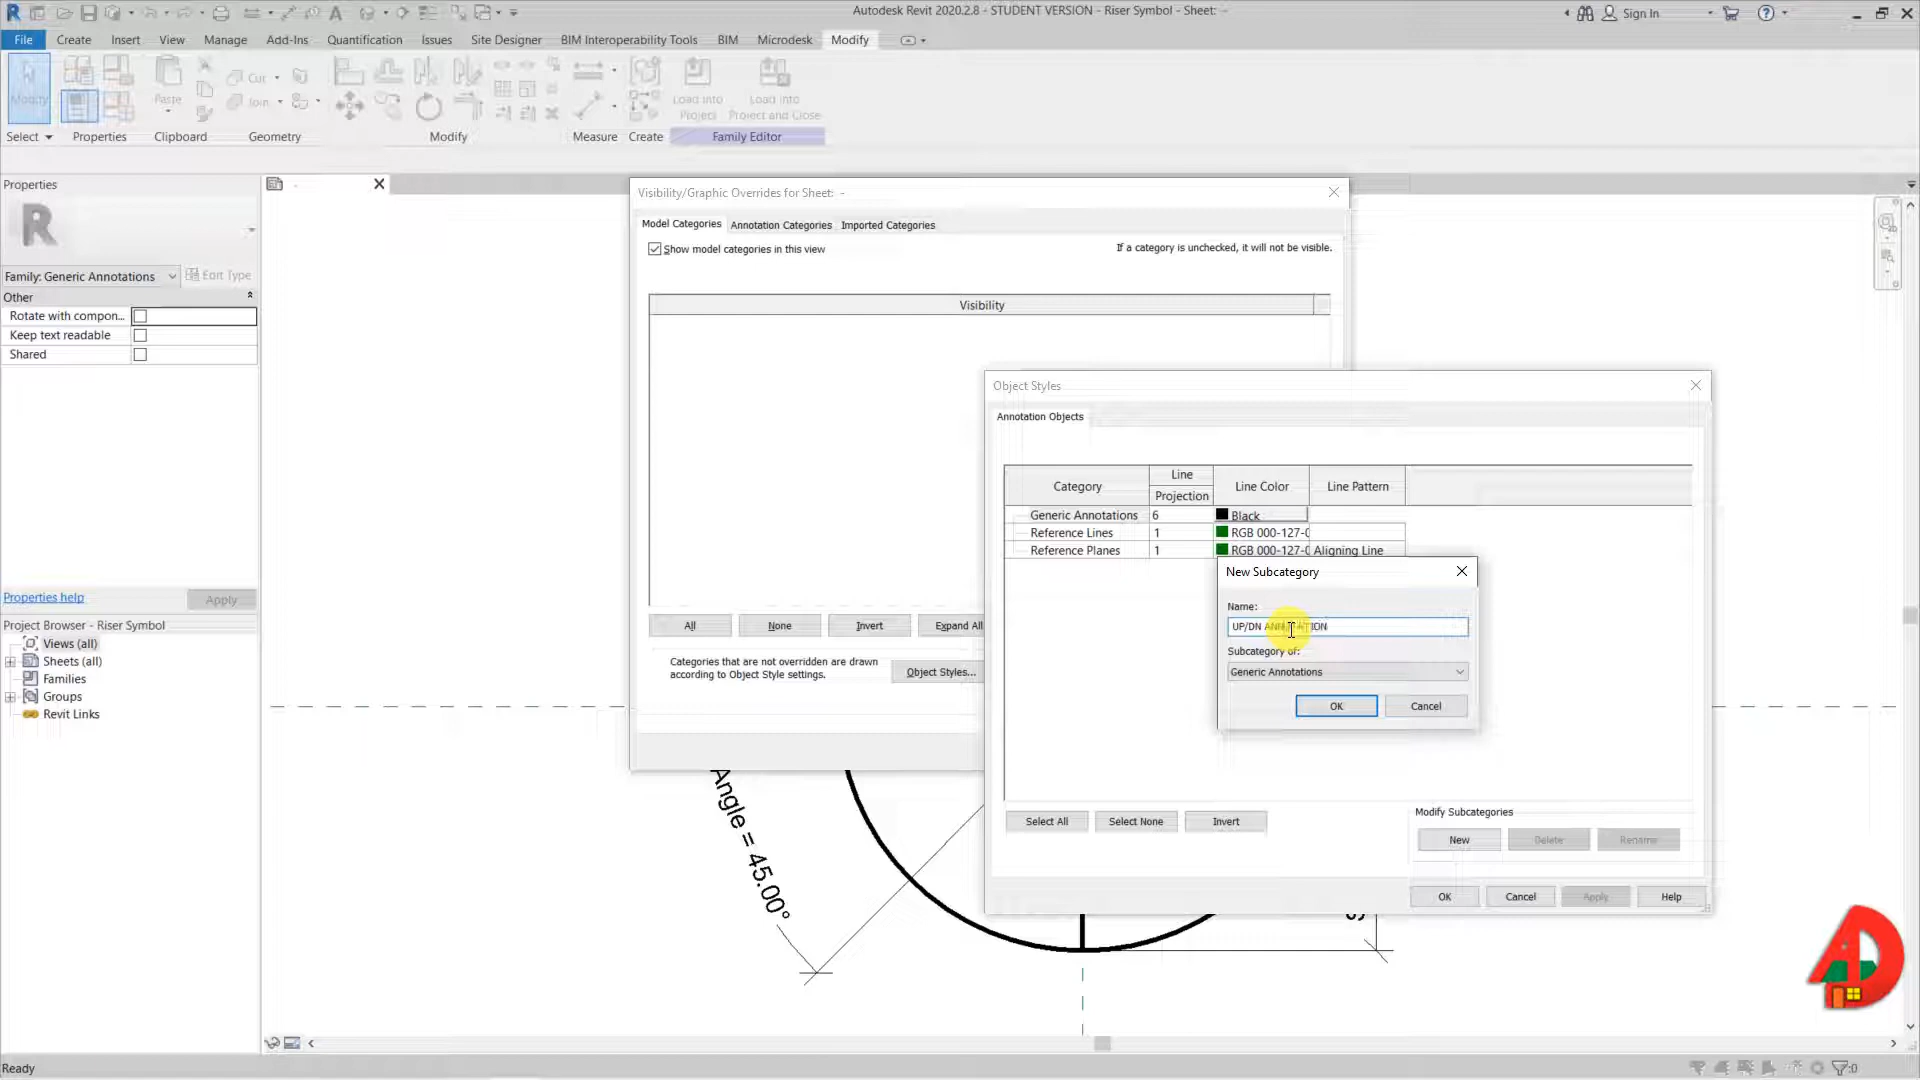 Autodesk Revit 2020.2.8 - STUDENT VERSION - Riser Symbol - Sheet: -
Sign In
File Create Insert View Manage Add-Ins Quantification Issues Site Designer BIM Interoperability Tools BIM Microdesk Modify
Modify
Paste
Cut
Join
Load into Project
Load into Project and Close
Select Properties Clipboard Geometry Modify Measure Create Family Editor
Properties
Family: Generic Annotations
Edit Type
Other
Rotate with compon...
Keep text readable
Shared
Properties help
Apply
Project Browser - Riser Symbol
Views (all)
Sheets (all)
Families
Groups
Revit Links
Visibility/Graphic Overrides for Sheet: -
Model Categories Annotation Categories Imported Categories
Show model categories in this view
If a category is unchecked, it will not be visible.
Visibility
All None Invert Expand All
Categories that are not overridden are drawn
according to Object Style settings.
Object Styles...
Object Styles
Annotation Objects
Category Line Projection Line Color Line Pattern
Generic Annotations 6 Black
Reference Lines 1 RGB 000-127-0
Reference Planes 1 RGB 000-127-0 Aligning Line
New Subcategory
Name:
UP/DN ANNOTATION
Subcategory of:
Generic Annotations
OK Cancel
Select All Select None Invert
Modify Subcategories
New Delete Rename
OK Cancel Apply Help
Angle = 45.00°
Ready
:0